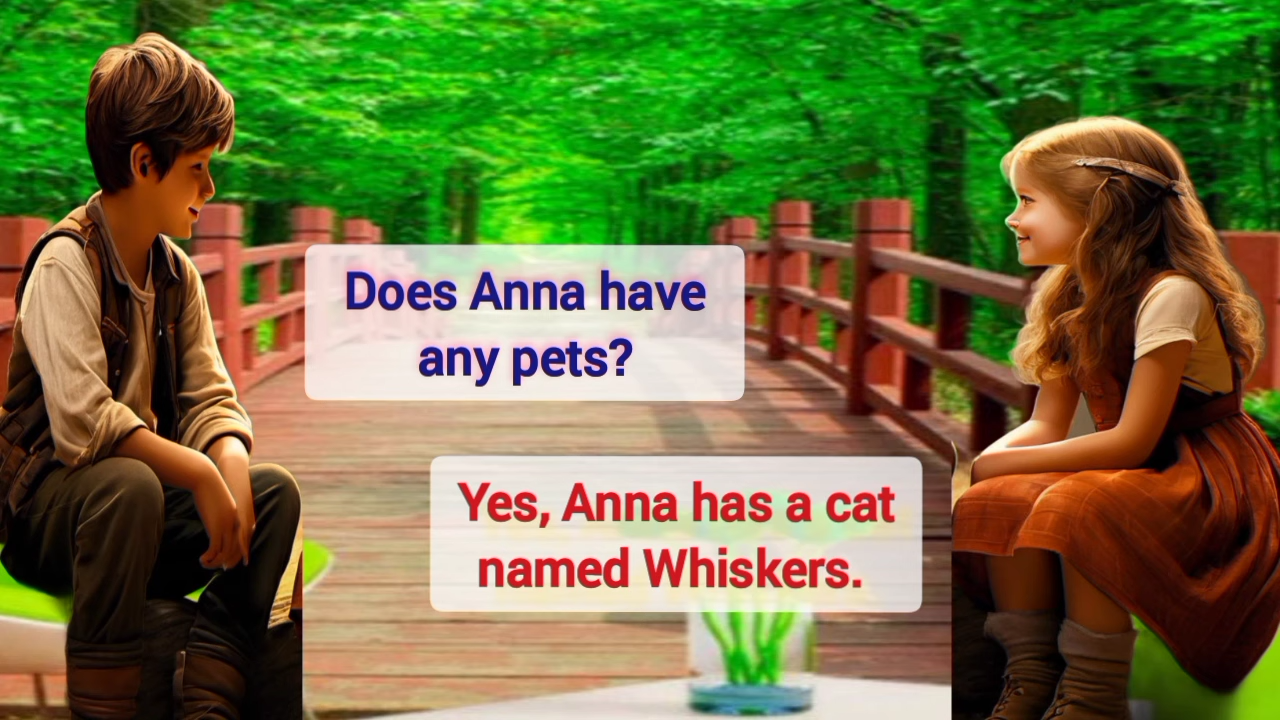 Does Anna have
any pets?
Yes, Anna has a cat
named Whiskers.